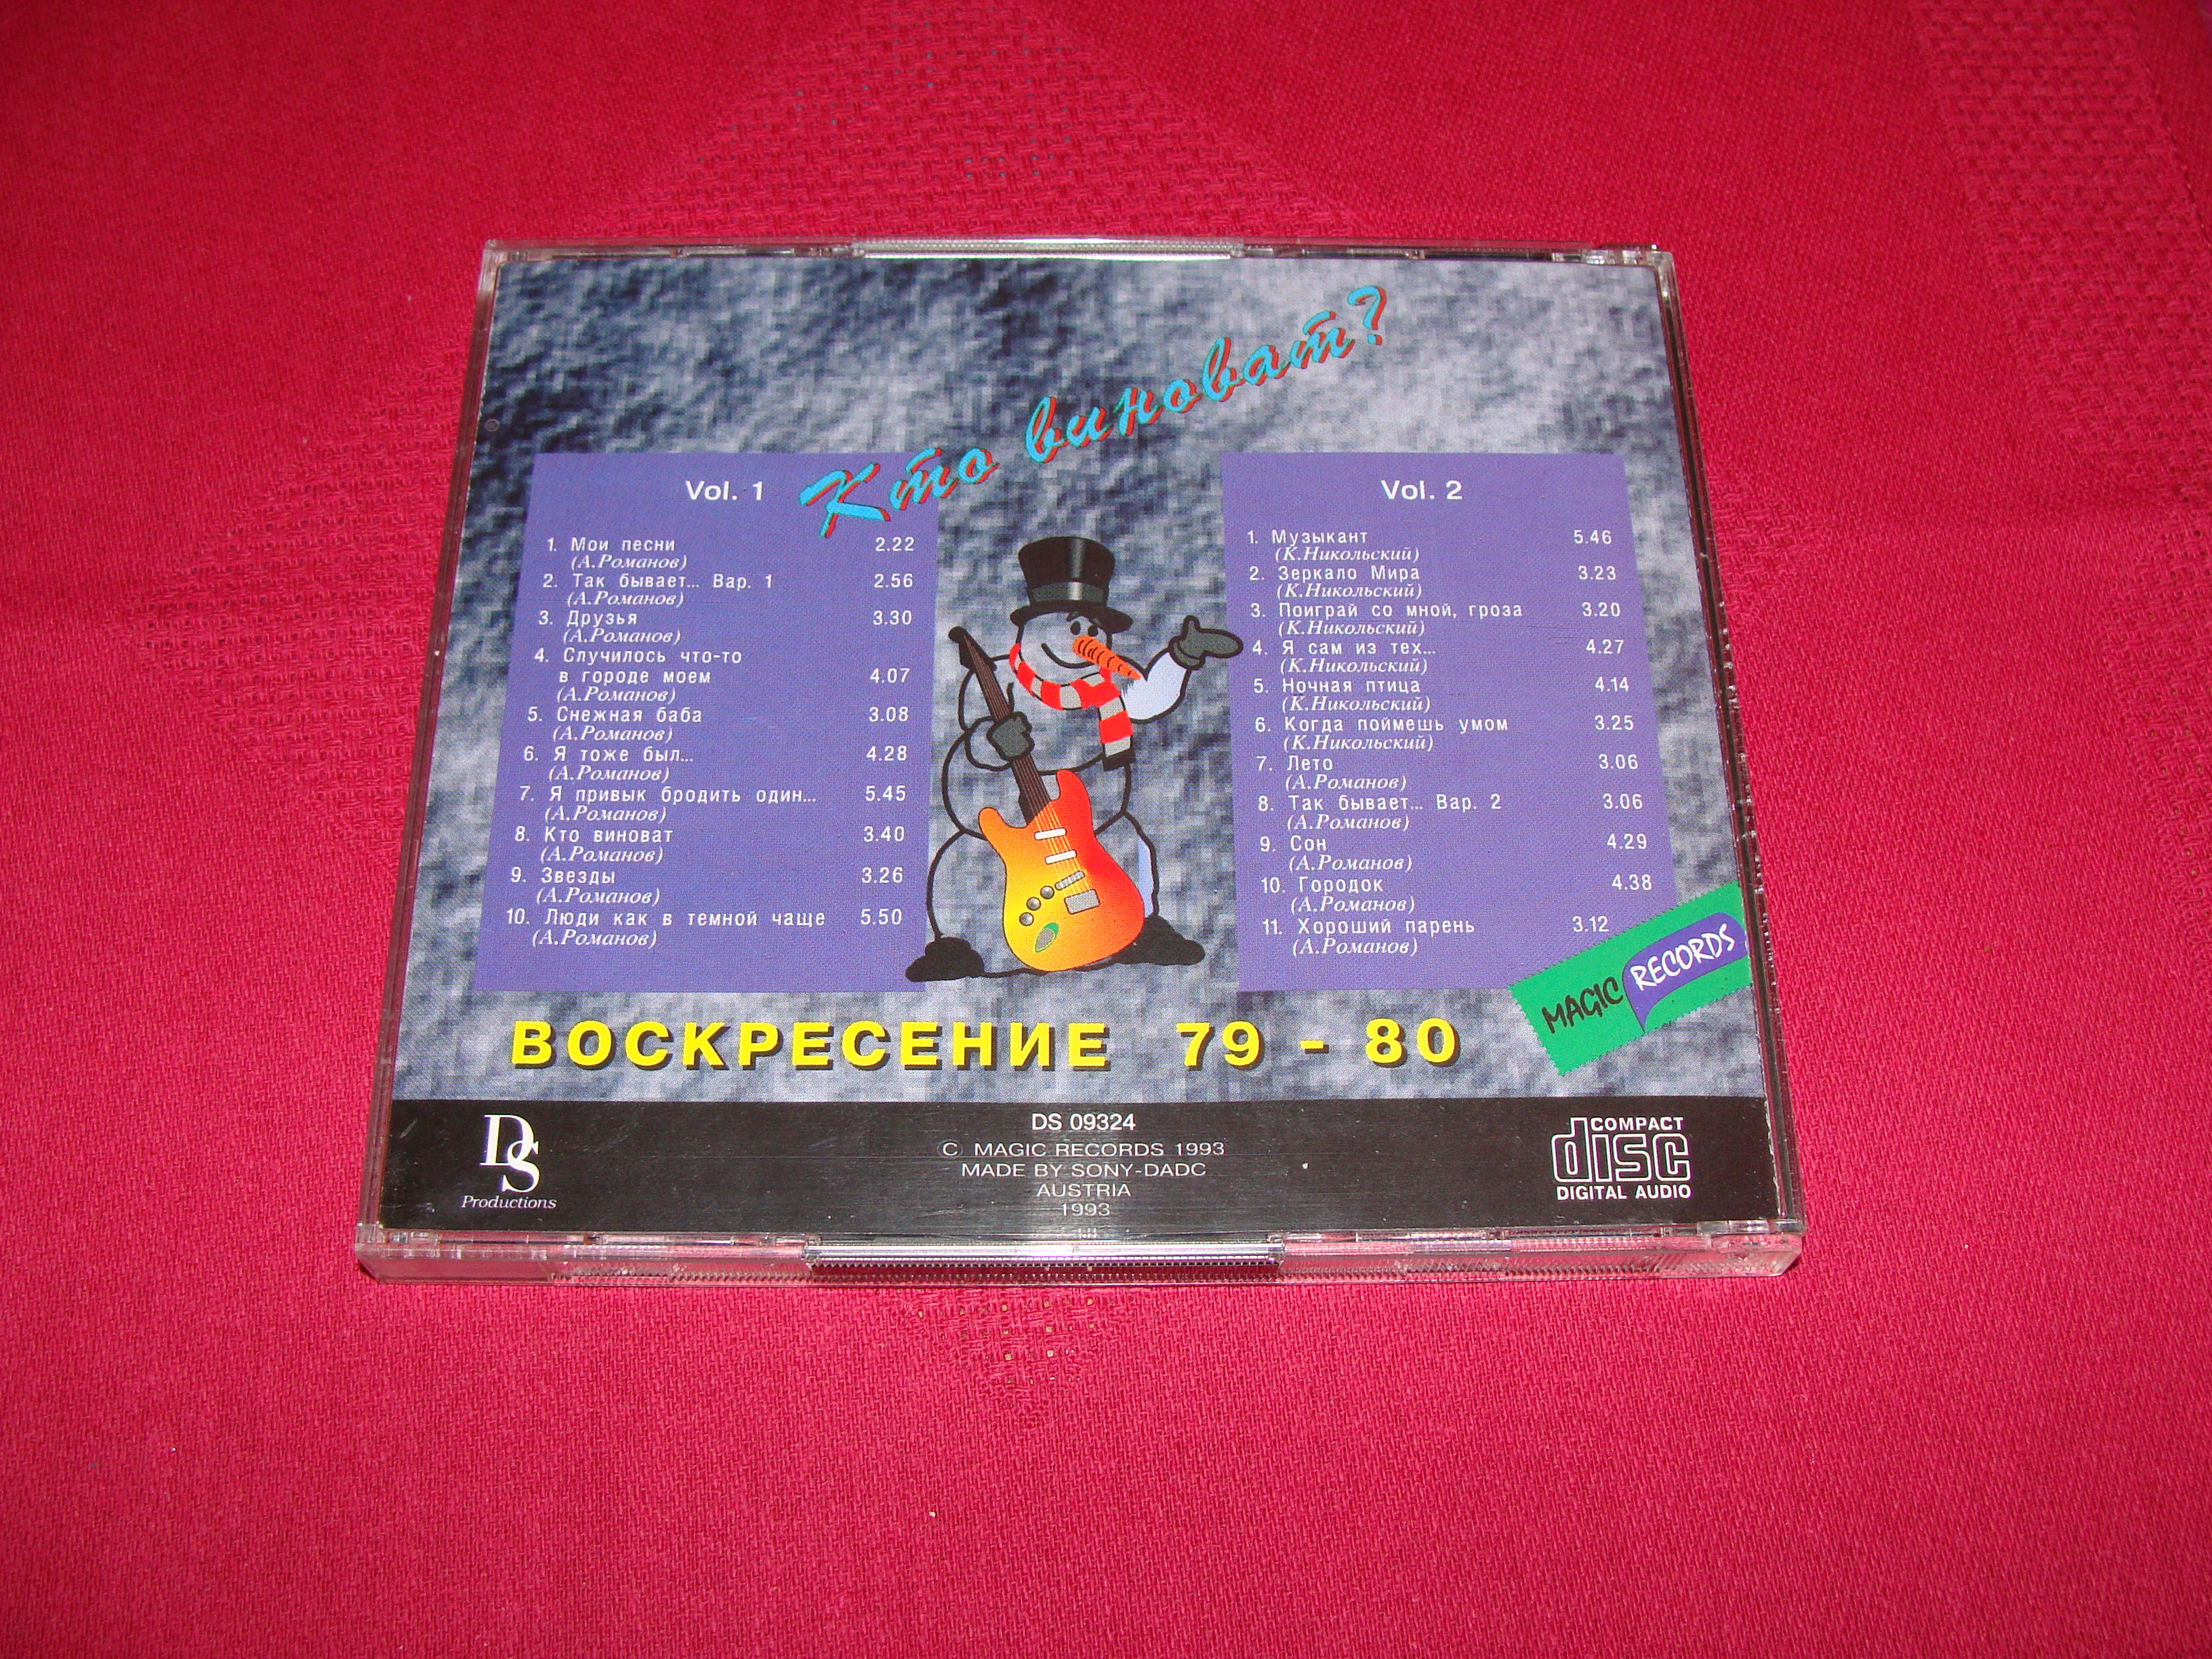 Кто виноват?
Vol. 1
1. Мои песни 2.22
(А.Романов)
2. Так бывает... Вар. 1 2.56
(А.Романов)
3. Друзья 3.30
(А.Романов)
4. Случилось что-то
в городе моем 4.07
(А.Романов)
5. Снежная баба 3.08
(А.Романов)
6. Я тоже был... 4.28
(А.Романов)
7. Я привык бродить один... 5.45
(А.Романов)
8. Кто виноват 3.40
(А.Романов)
9. Звезды 3.26
(А.Романов)
10. Люди как в темной чаще 5.50
(А.Романов)
Vol. 2
1. Музыкант 5.46
(К.Никольский)
2. Зеркало Мира 3.23
(К.Никольский)
3. Поиграй со мной, гроза 3.20
(К.Никольский)
4. Я сам из тех... 4.27
(К.Никольский)
5. Ночная птица 4.14
(К.Никольский)
6. Когда поймешь умом 3.25
(К.Никольский)
7. Лето 3.06
(А.Романов)
8. Так бывает... Вар. 2 3.06
(А.Романов)
9. Сон 4.29
(А.Романов)
10. Городок 4.38
(А.Романов)
11. Хороший парень 3.12
(А.Романов)
MAGIC RECORDS
ВОСКРЕСЕНИЕ 79 - 80
DS
Productions
DS 09324
© MAGIC RECORDS 1993
MADE BY SONY-DADC
AUSTRIA
1993
COMPACT
disc
DIGITAL AUDIO